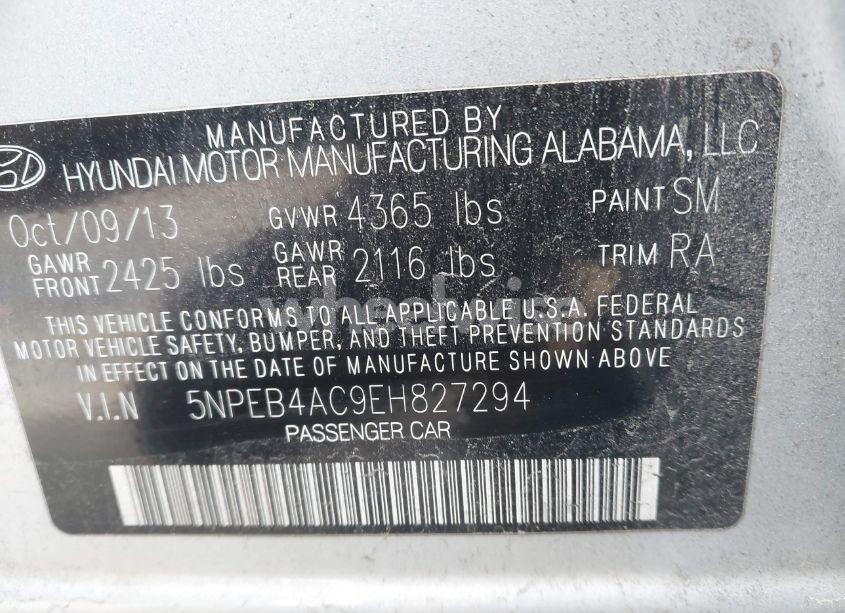 MANUFACTURED BY
HYUNDAI MOTOR MANUFACTURING ALABAMA, LLC
Oct/09/13 GVWR 4365 lbs PAINT SM
GAWR FRONT 2425 lbs GAWR REAR 2116 lbs TRIM RA
THIS VEHICLE CONFORMS TO ALL APPLICABLE U.S.A. FEDERAL
MOTOR VEHICLE SAFETY, BUMPER, AND THEFT PREVENTION STANDARDS
IN EFFECT ON THE DATE OF MANUFACTURE SHOWN ABOVE
V.I.N 5NPEB4AC9EH827294
PASSENGER CAR